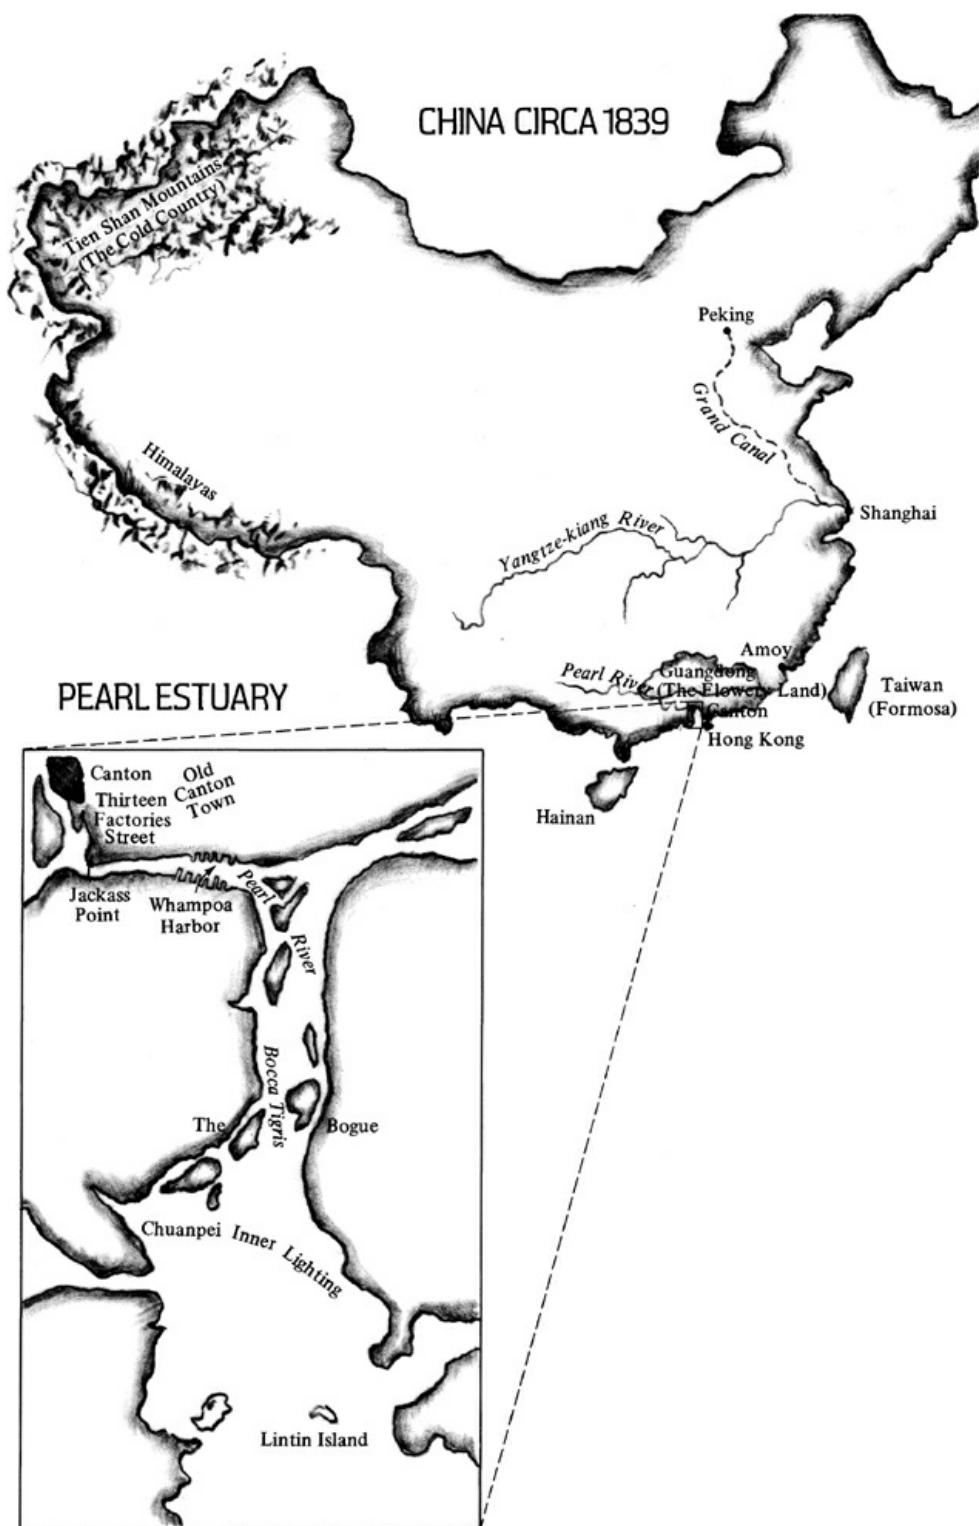 CHINA CIRCA 1839
Tien Shan Mountains
(The Cold Country)
Peking
Grand Canal
Himalayas
Shanghai
Yangtze-kiang River
Amoy
Pearl River
Guangdong
(The Flowery Land)
Taiwan
(Formosa)
Canton
Hong Kong
Hainan
PEARL ESTUARY
Canton
Old
Canton
Town
Thirteen
Factories
Street
Jackass
Point
Whampoa
Harbor
Pearl
River
Bocca Tigris
The
Bogue
Chuanpei
Inner Lighting
Lintin Island